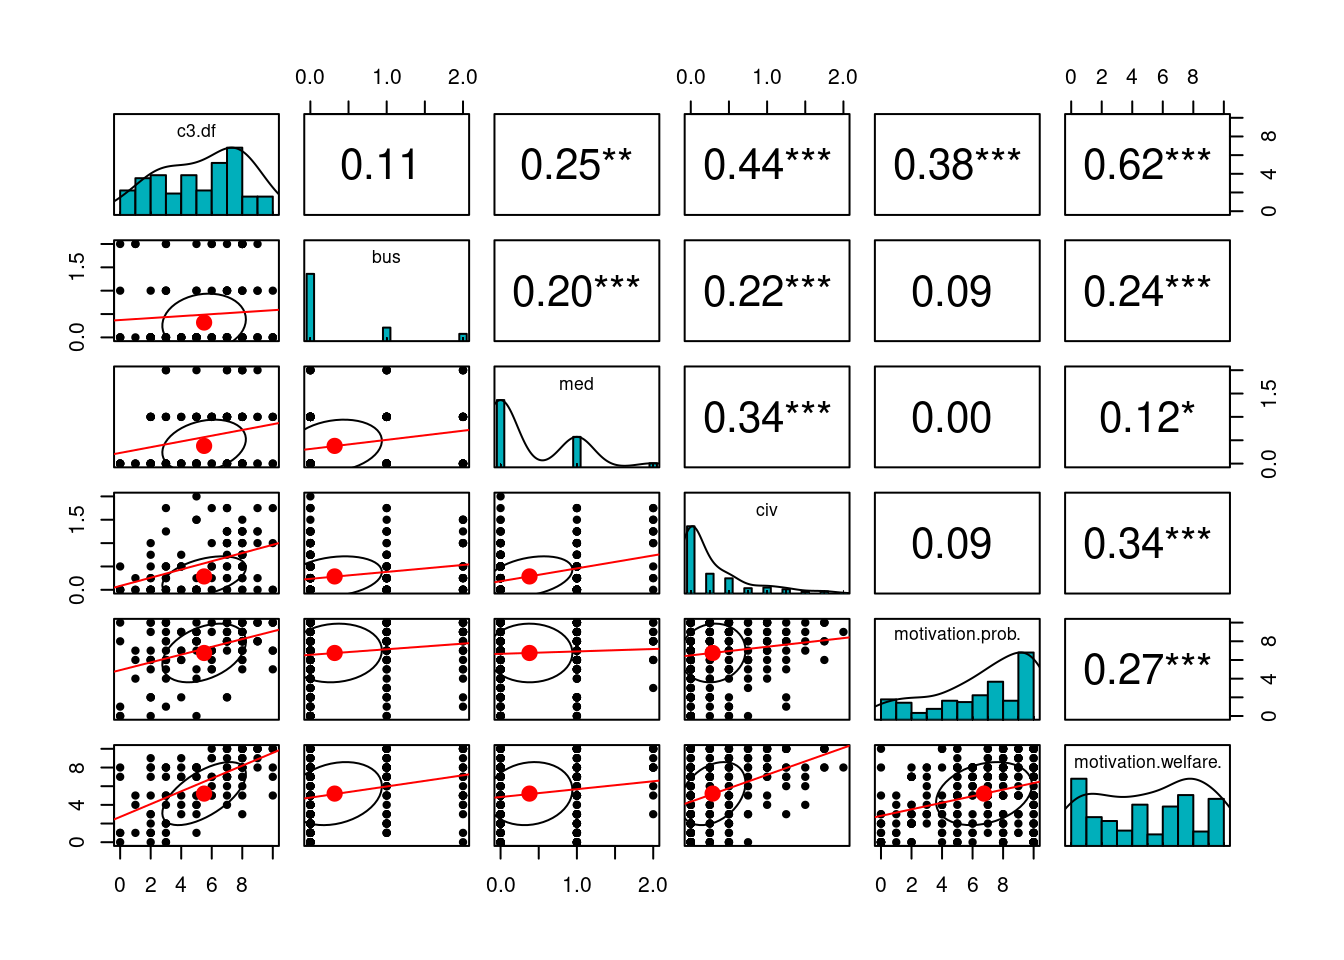 0.0 1.0 2.0 0.0 1.0 2.0 0 2 4 6 8
c3.df
0.11 0.25** 0.44*** 0.38*** 0.62***
0 4 8
bus
0.20*** 0.22*** 0.09 0.24***
0.0 1.5
med
0.34*** 0.00 0.12*
0.0 1.5
civ
0.09 0.34***
0.0 1.5
motivation.prob.
0.27***
0 4 8
motivation.welfare.
0 4 8
0 2 4 6 8 0.0 1.0 2.0 0 2 4 6 8